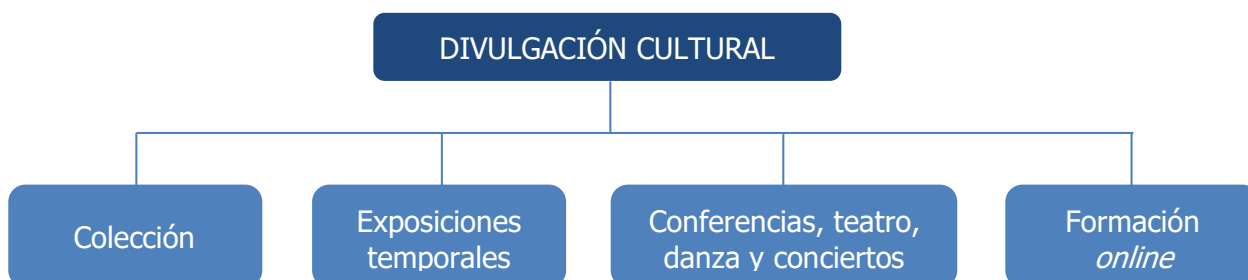 DIVULGACIÓN CULTURAL
Colección
Exposiciones
temporales
Conferencias, teatro,
danza y conciertos
Formación
online